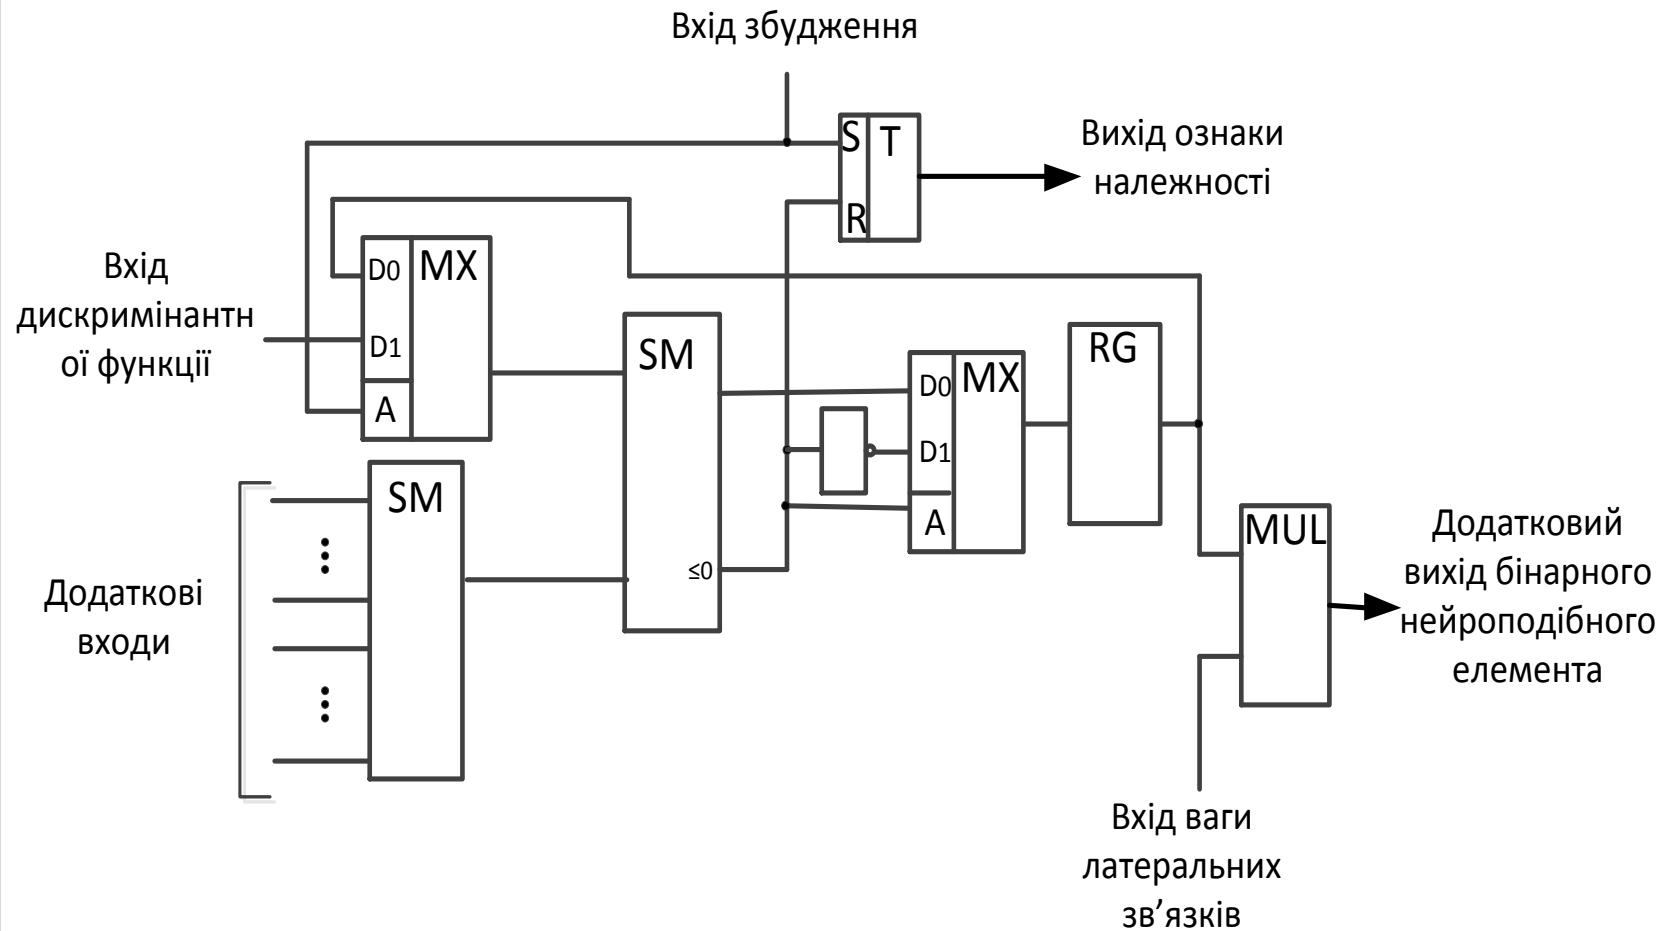 Вхід збудження
S
T
R
Вихід ознаки
належності
Вхід
дискримінантн
ої функції
D0
MX
D1
A
SM
≤0
D0
MX
D1
A
RG
SM
Додаткові
входи
MUL
Додатковий
вихід бінарного
нейроподібного
елемента
Вхід ваги
латеральних
зв’язків